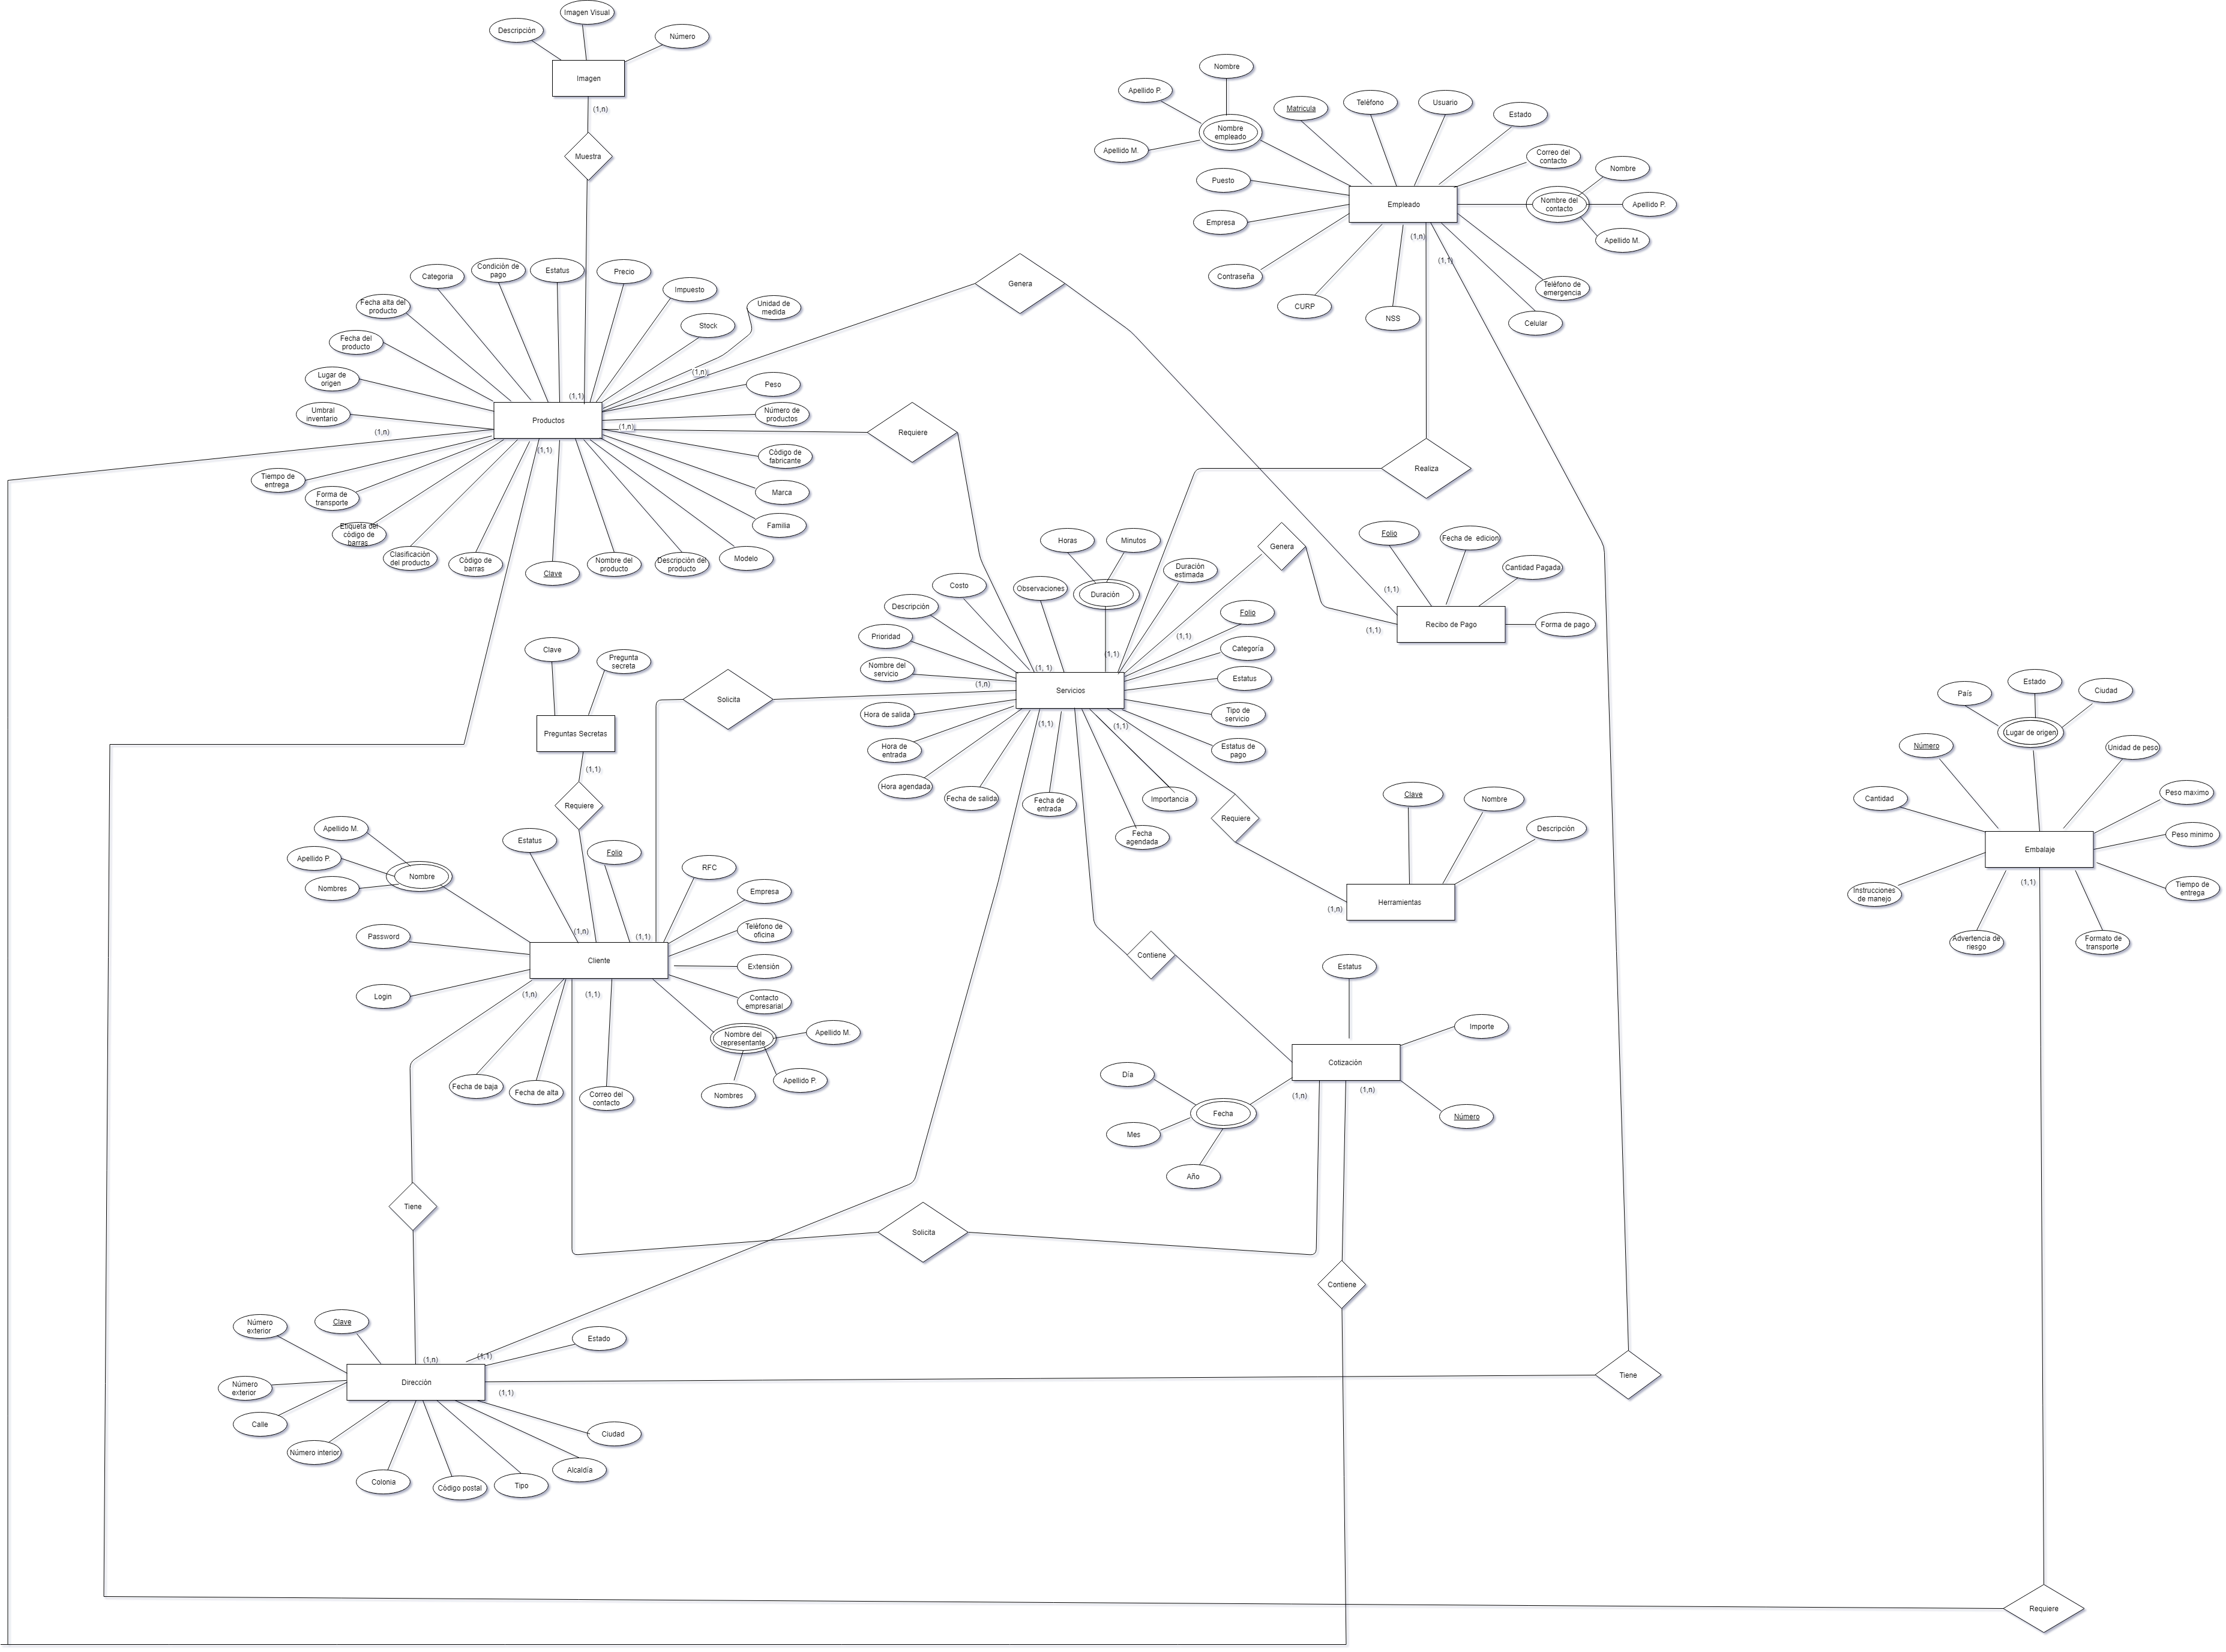 Imagen Visual
Descripción
Número
Imagen
(1,n)
Muestra
Nombre
Apellido P.
Nombre
empleado
Apellido M.
Matricula
Teléfono
Usuario
Estado
Correo del
contacto
Nombre
Nombre del
contacto
Apellido P.
Apellido M.
Puesto
Empresa
Empleado
Contraseña
CURP
NSS
Celular
Teléfono de
emergencia
(1,n)
(1,1)
Categoria
Condición de
pago
Estatus
Precio
Impuesto
Unidad de
medida
Stock
Fecha alta del
producto
Fecha del
producto
Lugar de
origen
Umbral
inventario
(1,n)
(1,1)
(1,n)
Peso
Número de
productos
Productos
(1,n)
(1,1)
Código de
fabricante
Marca
Familia
Modelo
Tiempo de
entrega
Forma de
transporte
Etiqueta del
código de
barras
Clasificación
del producto
Código de
barras
Clave
Nombre del
producto
Descripción del
producto
Genera
Requiere
Realiza
Genera
Folio
Fecha de edicion
Cantidad Pagada
(1,1)
Recibo de Pago
Forma de pago
(1,1)
Horas
Minutos
Duración
Duración
estimada
Observaciones
Costo
Descripción
Prioridad
Nombre del
servicio
Folio
Categoría
Estatus
Tipo de
servicio
Estatus de
pago
(1,1)
(1,1)
(1, 1)
(1,n)
Servicios
(1,1)
(1,1)
Hora de salida
Hora de
entrada
Hora agendada
Fecha de salida
Fecha de
entrada
Fecha
agendada
Importancia
Clave
Pregunta
secreta
Preguntas Secretas
(1,1)
Requiere
Solicita
Requiere
Clave
Nombre
Descripción
(1,n)
Herramientas
País
Estado
Ciudad
Lugar de origen
Número
Unidad de peso
Cantidad
Peso maximo
Peso minimo
Embalaje
Tiempo de
entrega
Instrucciones
de manejo
(1,1)
Advertencia de
riesgo
Formato de
transporte
Apellido M.
Apellido P.
Nombres
Nombre
Estatus
Folio
RFC
Empresa
Teléfono de
oficina
Password
(1,n)
(1,1)
Cliente
Extensión
Login
(1,n)
(1,1)
Contacto
empresarial
Nombre del
representante
Apellido M.
Apellido P.
Nombres
Fecha de baja
Fecha de alta
Correo del
contacto
Contiene
Estatus
Importe
Cotización
Día
Mes
Año
Fecha
(1,n)
(1,n)
Número
Tiene
Solicita
Contiene
Número
exterior
Clave
Estado
(1,n)
(1,1)
Número
exterior
Dirección
(1,1)
Tiene
Calle
Número interior
Colonia
Código postal
Tipo
Alcaldía
Ciudad
Requiere